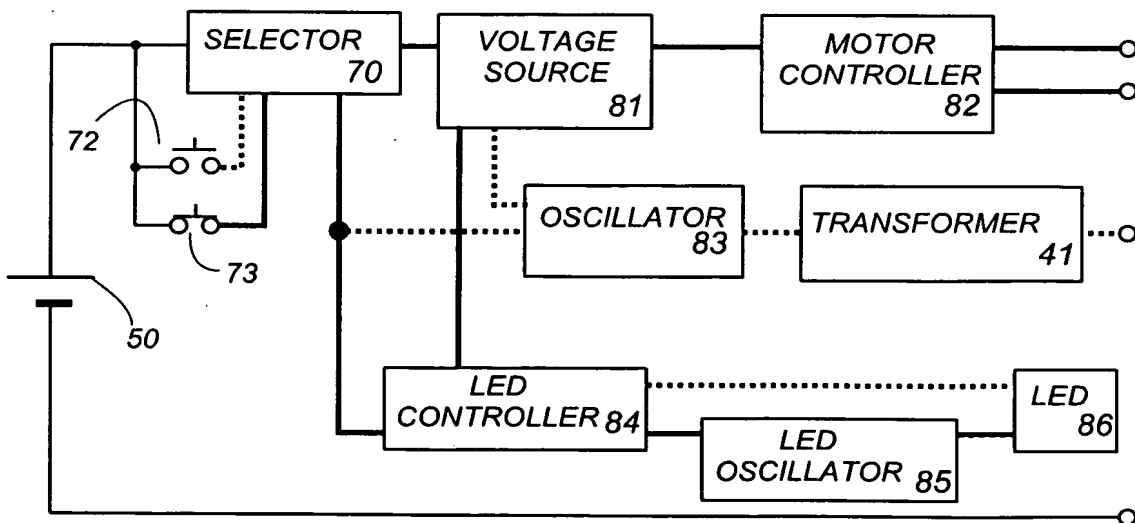 SELECTOR
70
VOLTAGE
SOURCE
81
MOTOR
CONTROLLER
82
72
73
50
OSCILLATOR
83
TRANSFORMER
41
LED
CONTROLLER 84
LED
OSCILLATOR 85
LED
86